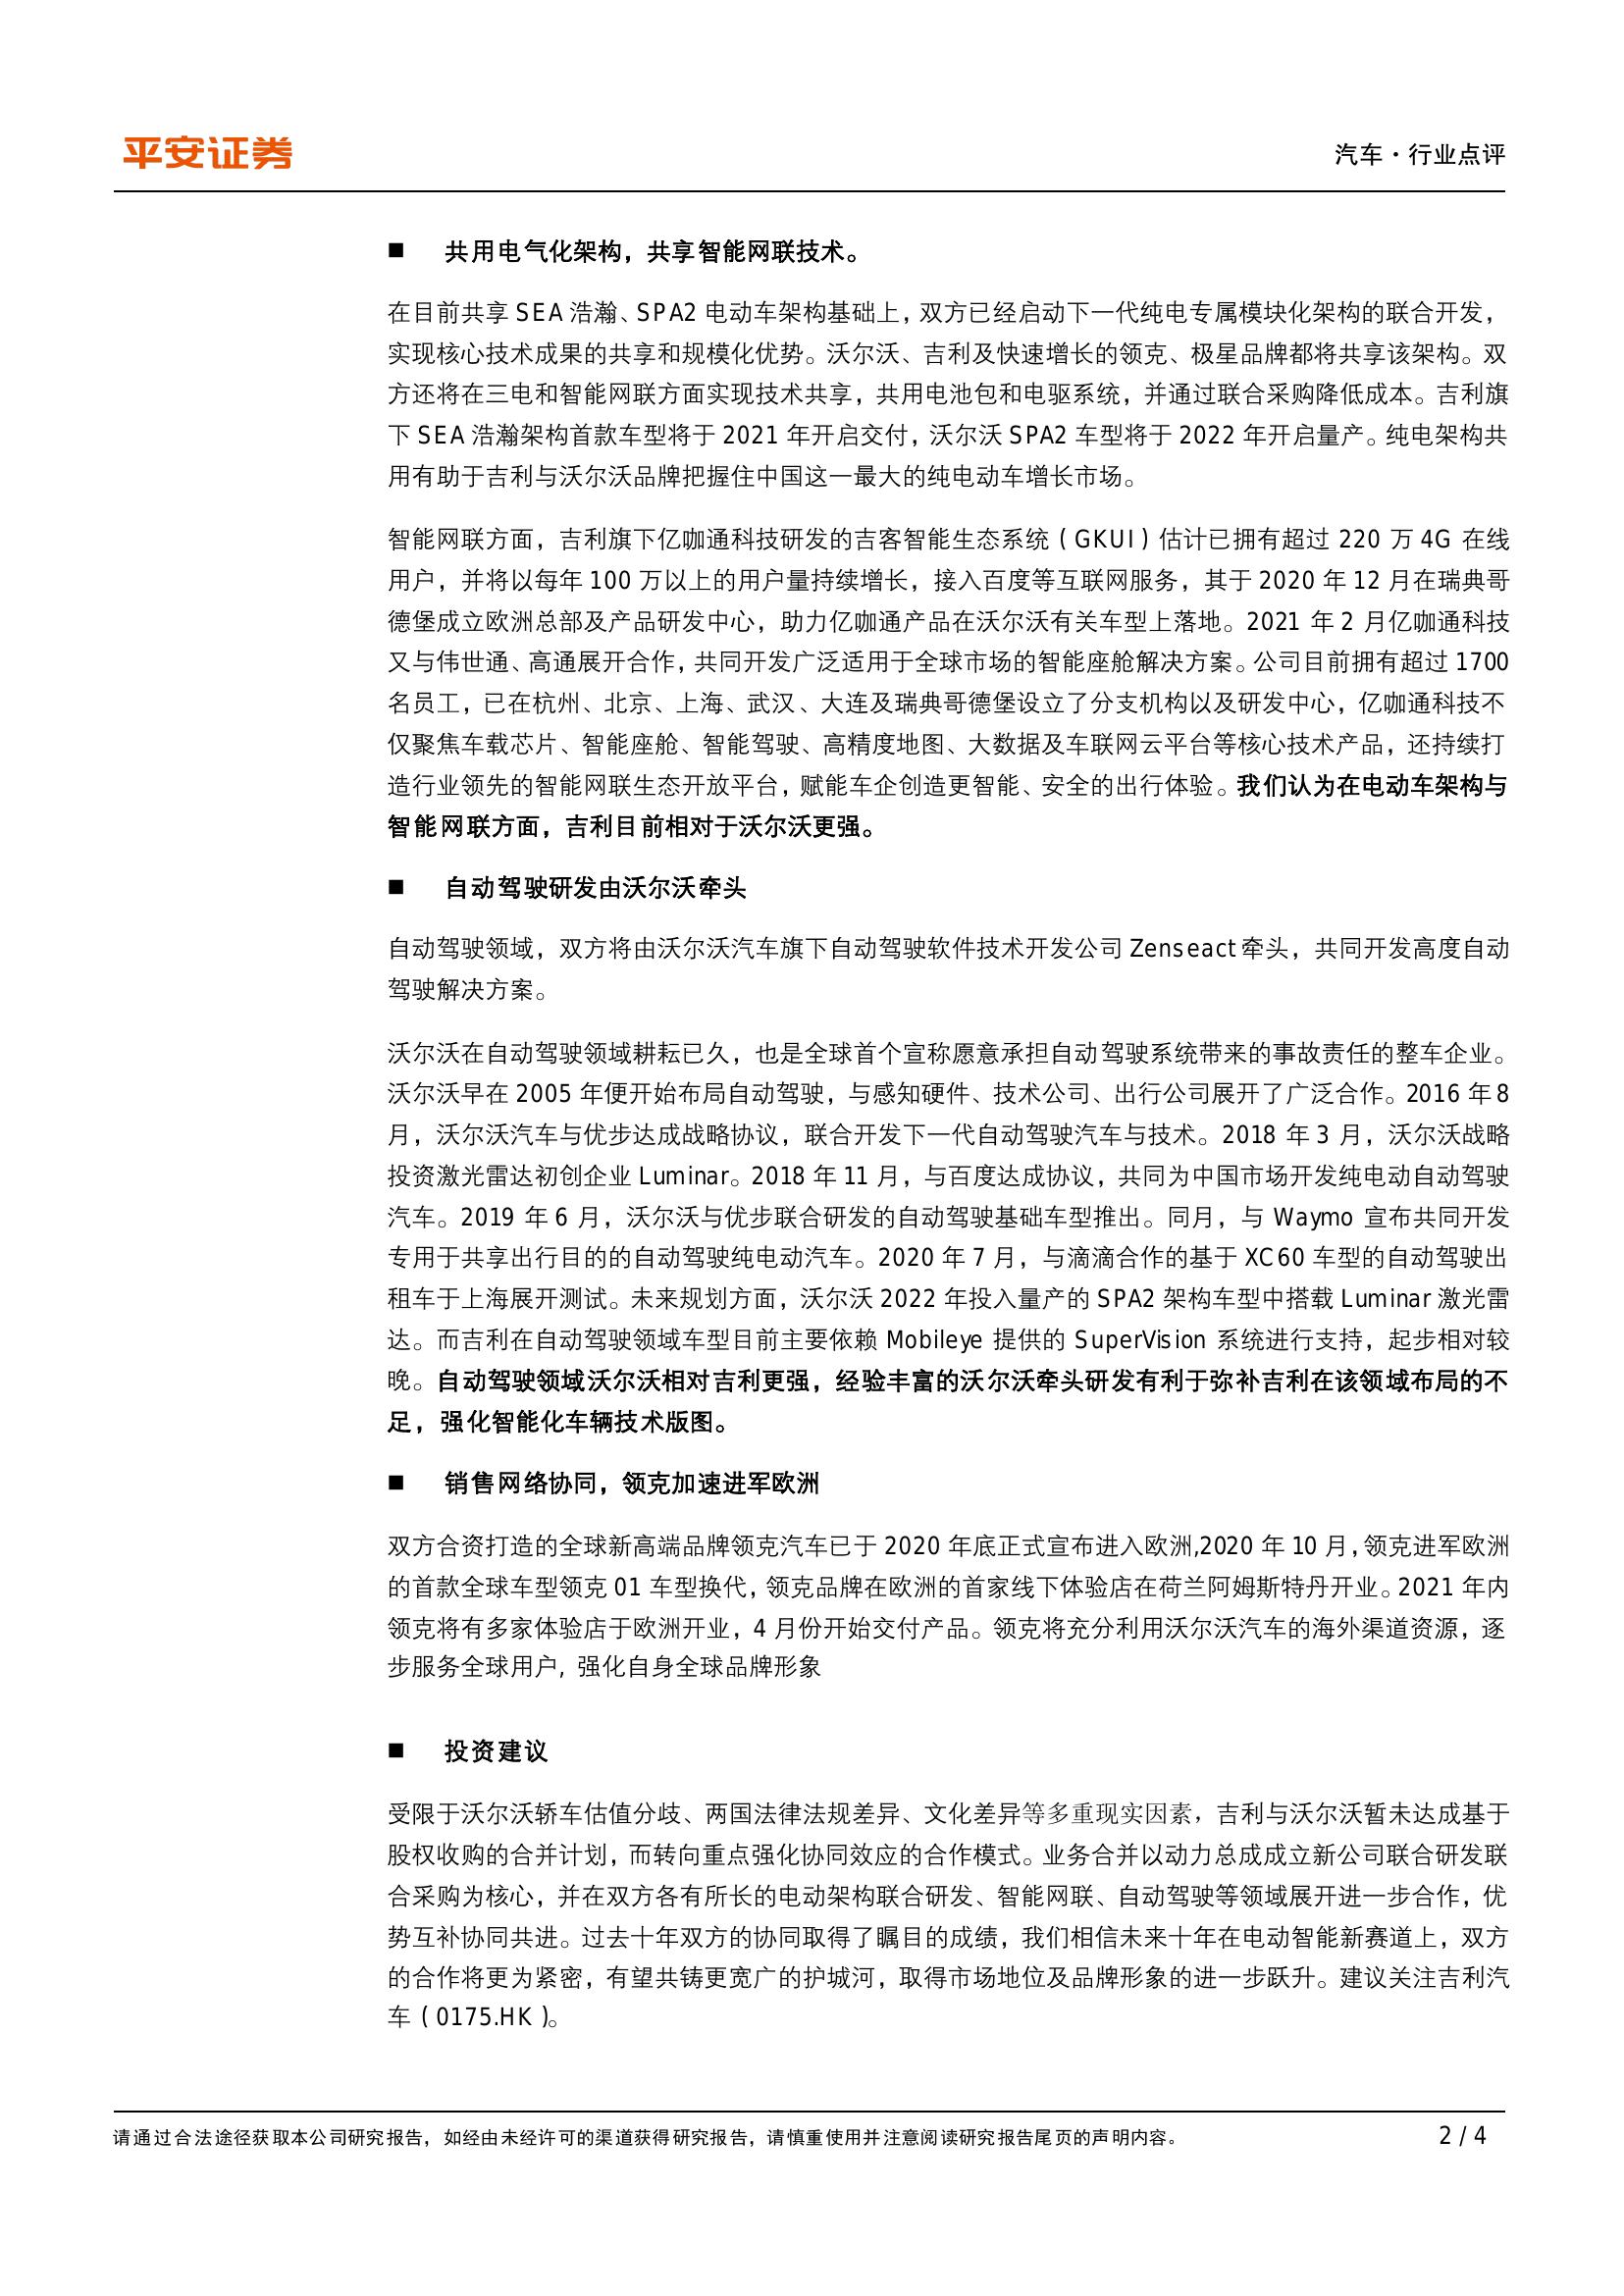 平安证券
汽车·行业点评
■ 共用电气化架构，共享智能网联技术。
在目前共享 SEA 浩瀚、SPA2 电动车架构基础上，双方已经启动下一代纯电专属模块化架构的联合开发，
实现核心技术成果的共享和规模化优势。沃尔沃、吉利及快速增长的领克、极星品牌都将共享该架构。双
方还将在三电和智能网联方面实现技术共享，共用电池包和电驱系统，并通过联合采购降低成本。吉利旗
下 SEA 浩瀚架构首款车型将于 2021 年开启交付，沃尔沃 SPA2 车型将于 2022 年开启量产。纯电架构共
用有助于吉利与沃尔沃品牌把握住中国这一最大的纯电动车增长市场。
智能网联方面，吉利旗下亿咖通科技研发的吉客智能生态系统（GKUI）估计已拥有超过 220 万 4G 在线
用户，并将以每年 100 万以上的用户量持续增长，接入百度等互联网服务，其于 2020 年 12 月在瑞典哥
德堡成立欧洲总部及产品研发中心，助力亿咖通产品在沃尔沃有关车型上落地。2021 年 2 月亿咖通科技
又与伟世通、高通展开合作，共同开发广泛适用于全球市场的智能座舱解决方案。公司目前拥有超过 1700
名员工，已在杭州、北京、上海、武汉、大连及瑞典哥德堡设立了分支机构以及研发中心，亿咖通科技不
仅聚焦车载芯片、智能座舱、智能驾驶、高精度地图、大数据及车联网云平台等核心技术产品，还持续打
造行业领先的智能网联生态开放平台，赋能车企创造更智能、安全的出行体验。我们认为在电动车架构与
智能网联方面，吉利目前相对于沃尔沃更强。
■ 自动驾驶研发由沃尔沃牵头
自动驾驶领域，双方将由沃尔沃汽车旗下自动驾驶软件技术开发公司 Zenseact 牵头，共同开发高度自动
驾驶解决方案。
沃尔沃在自动驾驶领域耕耘已久，也是全球首个宣称愿意承担自动驾驶系统带来的事故责任的整车企业。
沃尔沃早在 2005 年便开始布局自动驾驶，与感知硬件、技术公司、出行公司展开了广泛合作。2016 年 8
月，沃尔沃汽车与优步达成战略协议，联合开发下一代自动驾驶汽车与技术。2018 年 3 月，沃尔沃战略
投资激光雷达初创企业 Luminar。2018 年 11 月，与百度达成协议，共同为中国市场开发纯电动自动驾驶
汽车。2019 年 6 月，沃尔沃与优步联合研发的自动驾驶基础车型推出。同月，与 Waymo 宣布共同开发
专用于共享出行目的的自动驾驶纯电动汽车。2020 年 7 月，与滴滴合作的基于 XC60 车型的自动驾驶出
租车于上海展开测试。未来规划方面，沃尔沃 2022 年投入量产的 SPA2 架构车型中搭载 Luminar 激光雷
达。而吉利在自动驾驶领域车型目前主要依赖 Mobileye 提供的 SuperVision 系统进行支持，起步相对较
晚。自动驾驶领域沃尔沃相对吉利更强，经验丰富的沃尔沃牵头研发有利于弥补吉利在该领域布局的不
足，强化智能化车辆技术版图。
■ 销售网络协同，领克加速进军欧洲
双方合资打造的全球新高端品牌领克汽车已于 2020 年底正式宣布进入欧洲,2020 年 10 月，领克进军欧洲
的首款全球车型领克 01 车型换代，领克品牌在欧洲的首家线下体验店在荷兰阿姆斯特丹开业。2021 年内
领克将有多家体验店于欧洲开业，4 月份开始交付产品。领克将充分利用沃尔沃汽车的海外渠道资源，逐
步服务全球用户, 强化自身全球品牌形象
■ 投资建议
受限于沃尔沃轿车估值分歧、两国法律法规差异、文化差异等多重现实因素，吉利与沃尔沃暂未达成基于
股权收购的合并计划，而转向重点强化协同效应的合作模式。业务合并以动力总成成立新公司联合研发联
合采购为核心，并在双方各有所长的电动架构联合研发、智能网联、自动驾驶等领域展开进一步合作，优
势互补协同共进。过去十年双方的协同取得了瞩目的成绩，我们相信未来十年在电动智能新赛道上，双方
的合作将更为紧密，有望共铸更宽广的护城河，取得市场地位及品牌形象的进一步跃升。建议关注吉利汽
车（0175.HK）。
请通过合法途径获取本公司研究报告，如经由未经许可的渠道获得研究报告，请慎重使用并注意阅读研究报告尾页的声明内容。
2 / 4